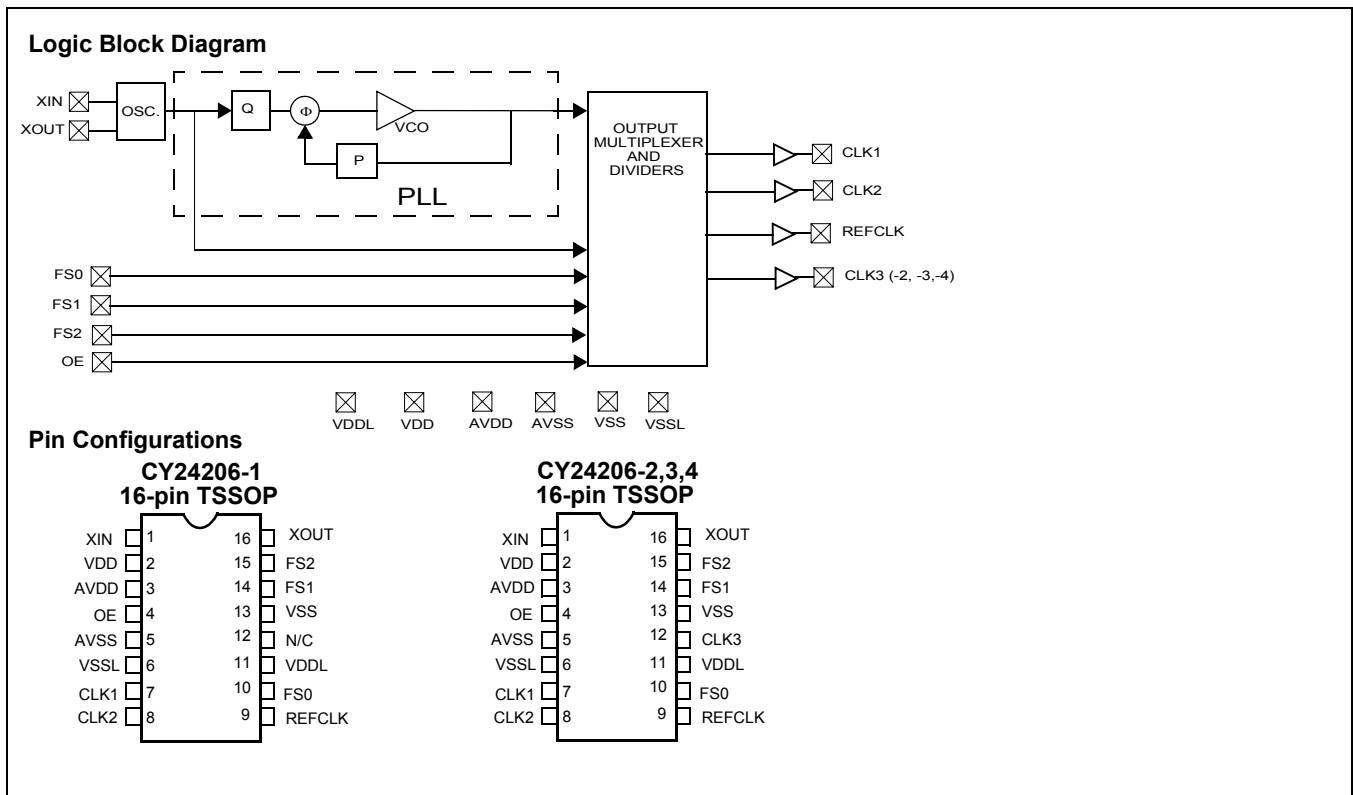 Logic Block Diagram
XIN
XOUT
OSC.
Q
Φ
VCO
P
PLL
OUTPUT
MULTIPLEXER
AND
DIVIDERS
CLK1
CLK2
REFCLK
CLK3 (-2, -3,-4)
FS0
FS1
FS2
OE
VDDL VDD AVDD AVSS VSS VSSL
Pin Configurations
CY24206-1
16-pin TSSOP
XIN 1 16 XOUT
VDD 2 15 FS2
AVDD 3 14 FS1
OE 4 13 VSS
AVSS 5 12 N/C
VSSL 6 11 VDDL
CLK1 7 10 FS0
CLK2 8 9 REFCLK
CY24206-2,3,4
16-pin TSSOP
XIN 1 16 XOUT
VDD 2 15 FS2
AVDD 3 14 FS1
OE 4 13 VSS
AVSS 5 12 CLK3
VSSL 6 11 VDDL
CLK1 7 10 FS0
CLK2 8 9 REFCLK